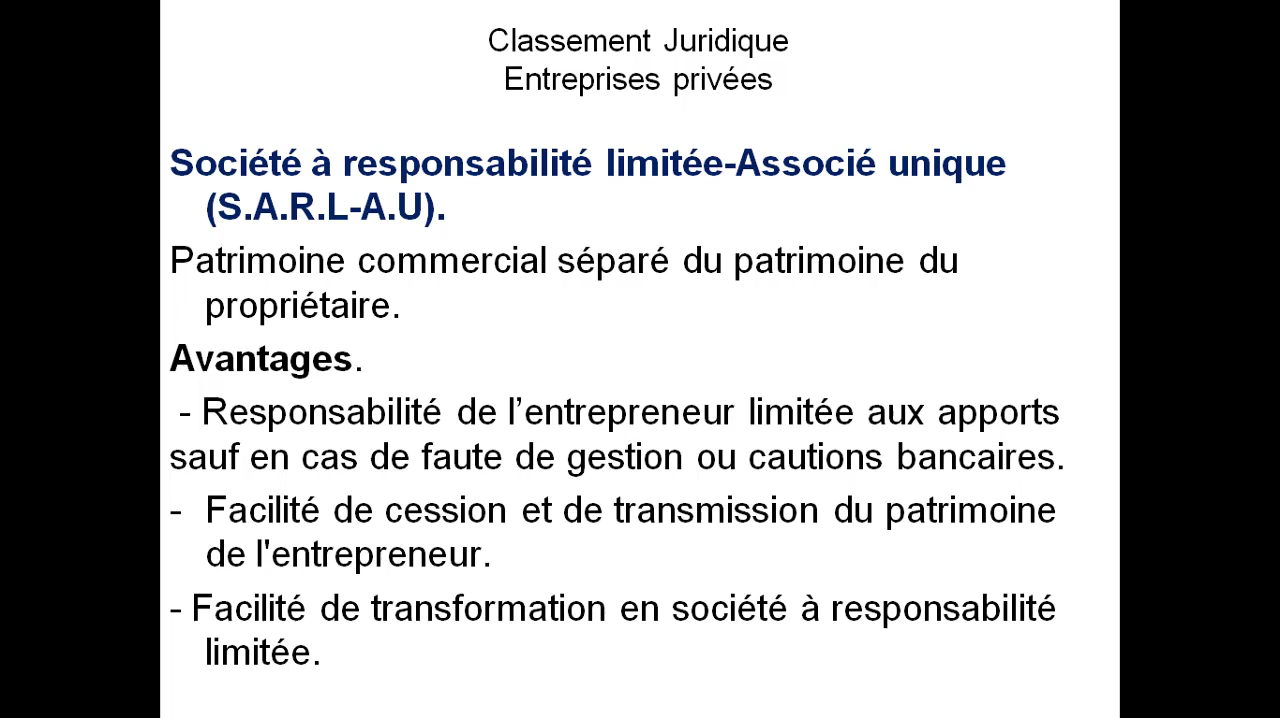 Classement Juridique
Entreprises privées
Société à responsabilité limitée-Associé unique
(S.A.R.L-A.U).
Patrimoine commercial séparé du patrimoine du
propriétaire.
Avantages.
- Responsabilité de l’entrepreneur limitée aux apports
sauf en cas de faute de gestion ou cautions bancaires.
- Facilité de cession et de transmission du patrimoine
de l'entrepreneur.
- Facilité de transformation en société à responsabilité
limitée.